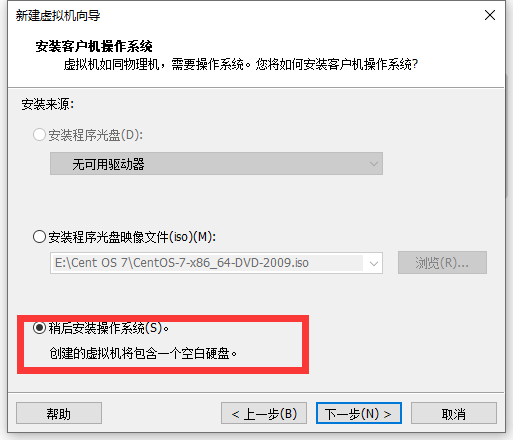 新建虚拟机向导
安装客户机操作系统
虚拟机如同物理机，需要操作系统。您将如何安装客户机操作系统?
安装来源:
安装程序光盘(D):
无可用驱动器
安装程序光盘映像文件(iso)(M):
E:\Cent OS 7\CentOS-7-x86_64-DVD-2009.iso
浏览(R)...
稍后安装操作系统(S)。
创建的虚拟机将包含一个空白硬盘。
帮助
< 上一步(B)
下一步(N) >
取消